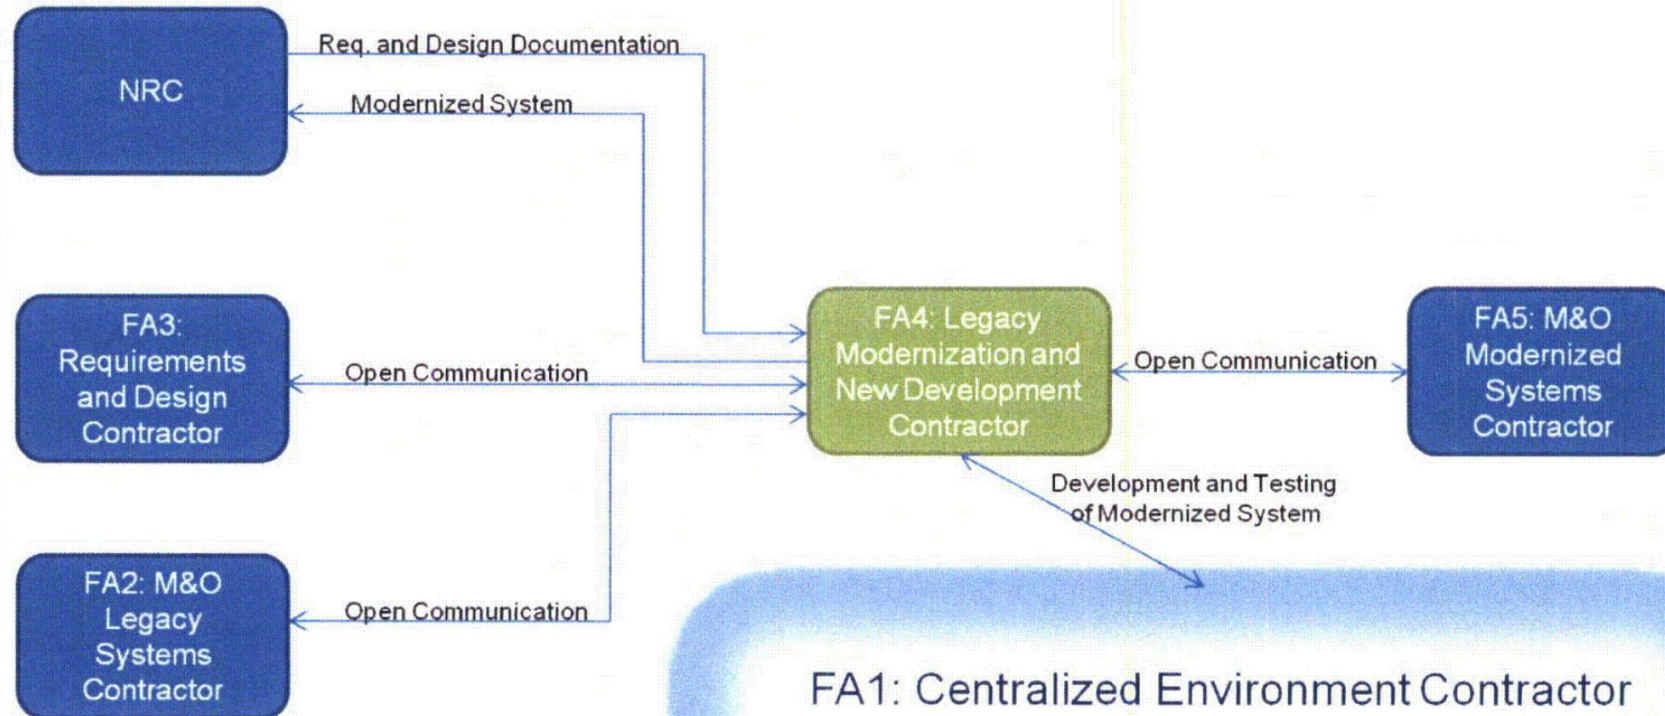 Req. and Design Documentation
NRC
Modernized System
FA3:
Requirements
and Design
Contractor
Open Communication
FA4: Legacy
Modernization and
New Development
Contractor
Open Communication
FA5: M&O
Modernized
Systems
Contractor
Development and Testing
of Modernized System
FA2: M&O
Legacy
Systems
Contractor
Open Communication
FA1: Centralized Environment Contractor